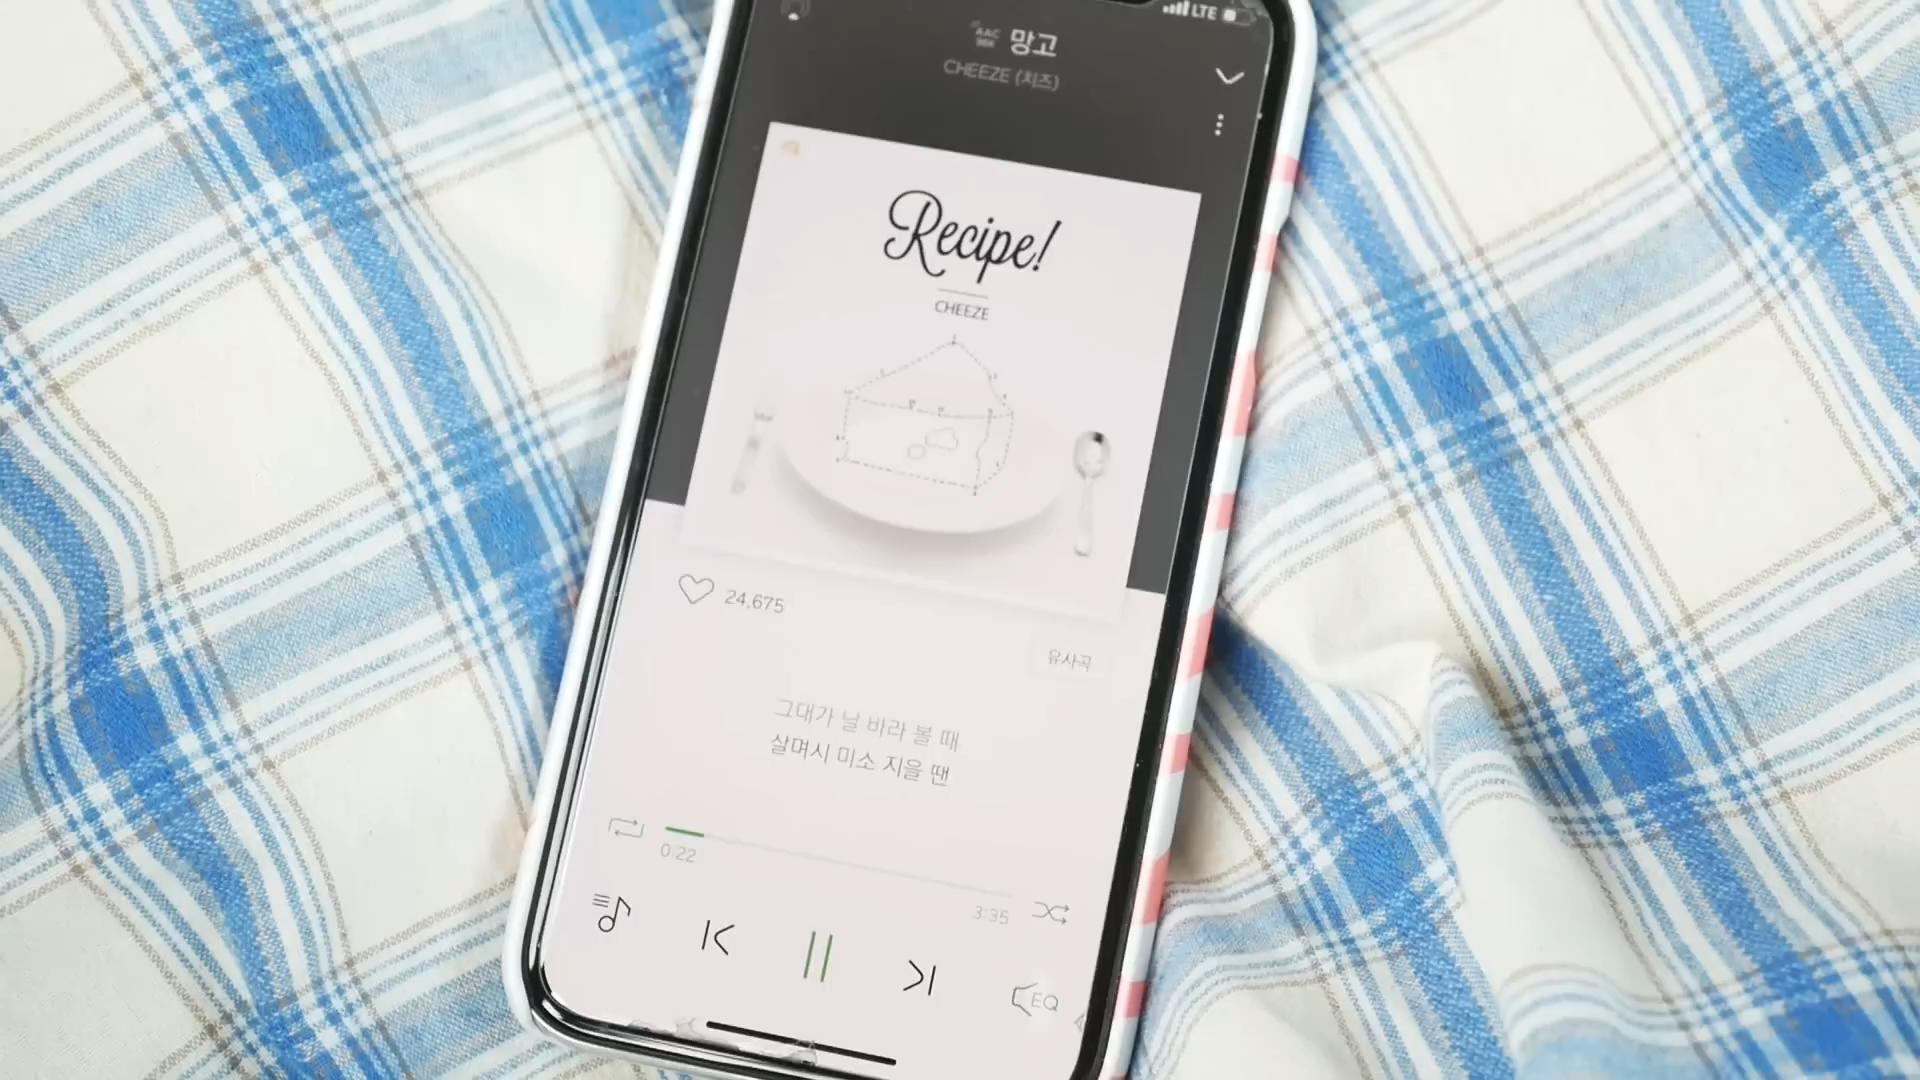 LTE
AAC
96K
망고
CHEEZE (치즈)
Recipe!
CHEEZE
24,675
유사곡
그대가 날 바라 볼 때
살며시 미소 지을 땐
0:22
3:35
EQ